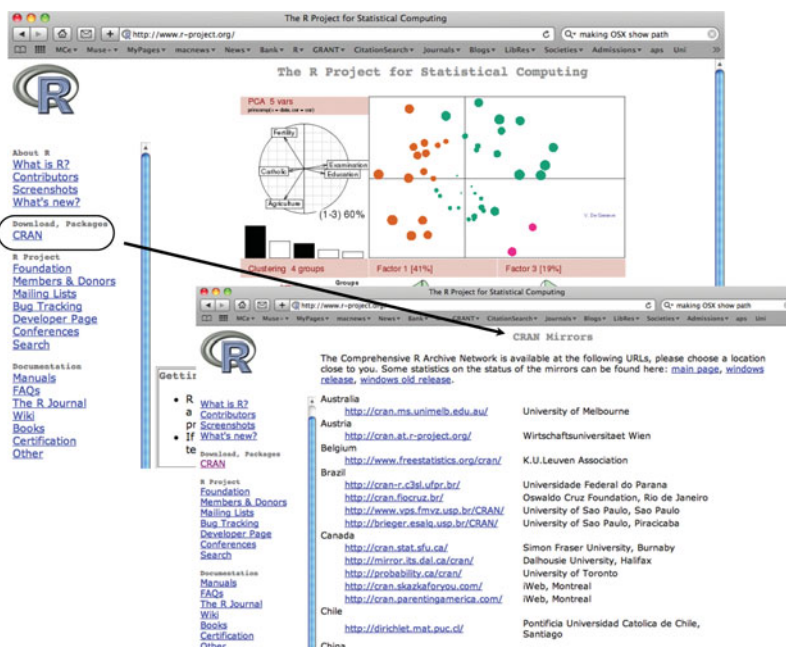 The R Project for Statistical Computing
http://www.r-project.org/
making OSX show path
MCe Muse MyPages macnews News Bank R GRANT CitationSearch Journals Blogs LibRes Societies Admissions aps Uni
R
The R Project for Statistical Computing
PCA 5 vars
princomp(x = data, cor = cor)
Fertility
Catholic
Examination
Education
Agriculture
(1-3) 60%
Clustering 4 groups
Factor 1 [41%]
Factor 3 [19%]
Groups
About R
What is R?
Contributors
Screenshots
What's new?
Download, Packages
CRAN
R Project
Foundation
Members & Donors
Mailing Lists
Bug Tracking
Developer Page
Conferences
Search
Documentation
Manuals
FAQs
The R Journal
Wiki
Books
Certification
Other
Gettin
R
a
pr
If
te
The R Project for Statistical Computing
http://www.r-project.org/
making OSX show path
MCe Muse MyPages macnews News Bank GRANT CitationSearch Journals Blogs LibRes Societies Admissions aps Uni
R
What is R?
Contributors
Screenshots
What's new?
Download, Packages
CRAN
R Project
Foundation
Members & Donors
Mailing Lists
Bug Tracking
Developer Page
Conferences
Search
Documentation
Manuals
FAQs
The R Journal
Wiki
Books
Certification
Other
CRAN Mirrors
The Comprehensive R Archive Network is available at the following URLs, please choose a location
close to you. Some statistics on the status of the mirrors can be found here: main page, windows
release, windows old release.
Australia
http://cran.ms.unimelb.edu.au/ University of Melbourne
Austria
http://cran.at.r-project.org/ Wirtschaftsuniversitaet Wien
Belgium
http://www.freestatistics.org/cran/ K.U.Leuven Association
Brazil
http://cran-r.c3sl.ufpr.br/ Universidade Federal do Parana
http://cran.fiocruz.br/ Oswaldo Cruz Foundation, Rio de Janeiro
http://www.vps.fmvz.usp.br/CRAN/ University of Sao Paulo, Sao Paulo
http://brieger.esalq.usp.br/CRAN/ University of Sao Paulo, Piracicaba
Canada
http://cran.stat.sfu.ca/ Simon Fraser University, Burnaby
http://mirror.its.dal.ca/cran/ Dalhousie University, Halifax
http://probability.ca/cran/ University of Toronto
http://cran.skazkaforyou.com/ iWeb, Montreal
http://cran.parentingamerica.com/ iWeb, Montreal
Chile
http://dirichlet.mat.puc.cl/ Pontificia Universidad Catolica de Chile,
Santiago
China